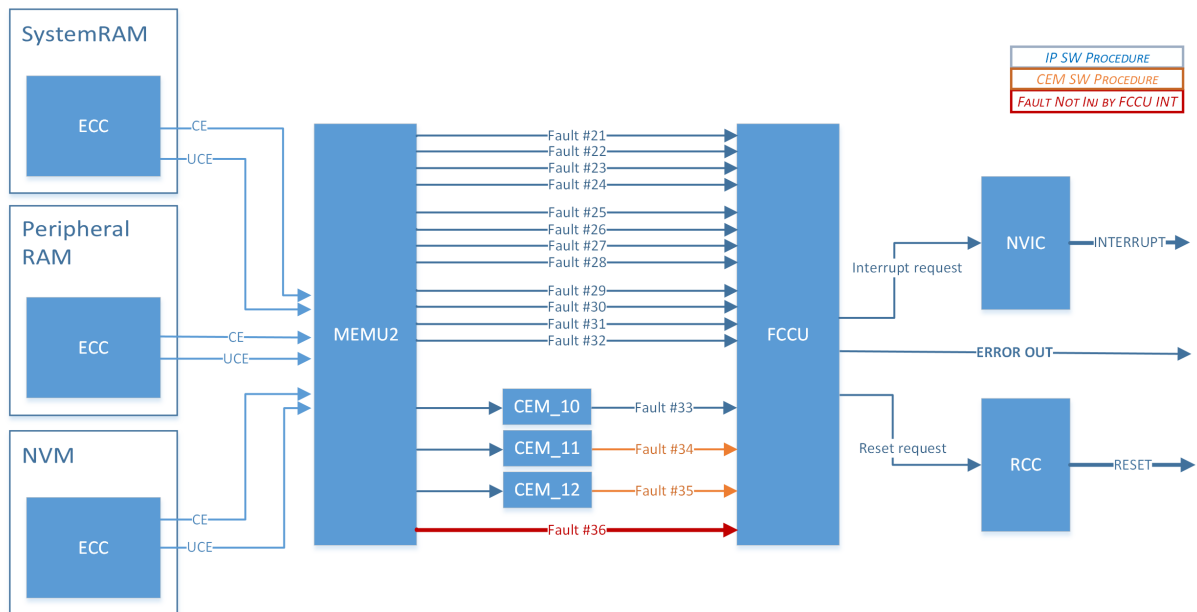 SystemRAM
ECC
CE
UCE
Peripheral
RAM
ECC
CE
UCE
NVM
ECC
CE
UCE
MEMU2
Fault #21
Fault #22
Fault #23
Fault #24
Fault #25
Fault #26
Fault #27
Fault #28
Fault #29
Fault #30
Fault #31
Fault #32
CEM_10
Fault #33
CEM_11
Fault #34
CEM_12
Fault #35
Fault #36
FCCU
Interrupt request
NVIC
INTERRUPT
ERROR OUT
Reset request
RCC
RESET
IP SW PROCEDURE
CEM SW PROCEDURE
FAULT NOT INJ BY FCCU INT